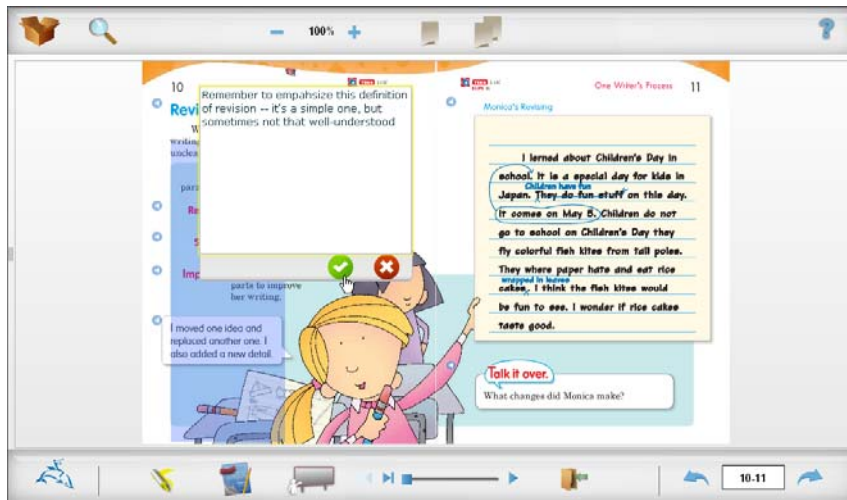 100%
10
Remember to empahsize this definition
of revision -- it's a simple one, but
sometimes not that well-understood
Revi
W
writing
unclea
para
Re
S
Imp
parts to improve
her writing.
I moved one idea and
replaced another one. I
also added a new detail.
One Writer's Process 11
Monica's Revising
I lerned about Children's Day in
school. It is a special day for kids in
Children have fun
Japan. They do fun stuff on this day.
It comes on May 5. Children do not
go to school on Children's Day they
fly colorful fish kites from tall poles.
They where paper hats and eat rice
wrapped in leaves
cakes. I think the fish kites would
be fun to see. I wonder if rice cakes
taste good.
Talk it over.
What changes did Monica make?
10-11